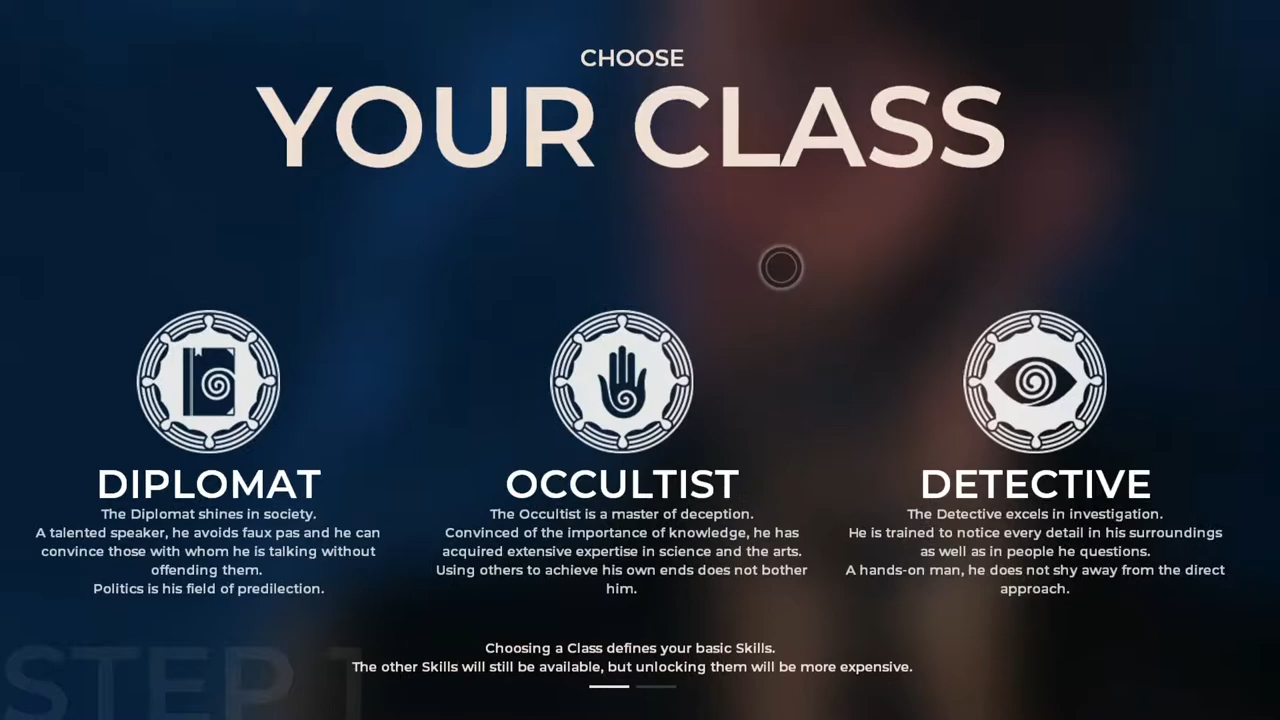 CHOOSE
YOUR CLASS
DIPLOMAT
The Diplomat shines in society.
A talented speaker, he avoids faux pas and he can
convince those with whom he is talking without
offending them.
Politics is his field of predilection.
OCCULTIST
The Occultist is a master of deception.
Convinced of the importance of knowledge, he has
acquired extensive expertise in science and the arts.
Using others to achieve his own ends does not bother
him.
DETECTIVE
The Detective excels in investigation.
He is trained to notice every detail in his surroundings
as well as in people he questions.
A hands-on man, he does not shy away from the direct
approach.
Choosing a Class defines your basic Skills.
The other Skills will still be available, but unlocking them will be more expensive.
STEP 1